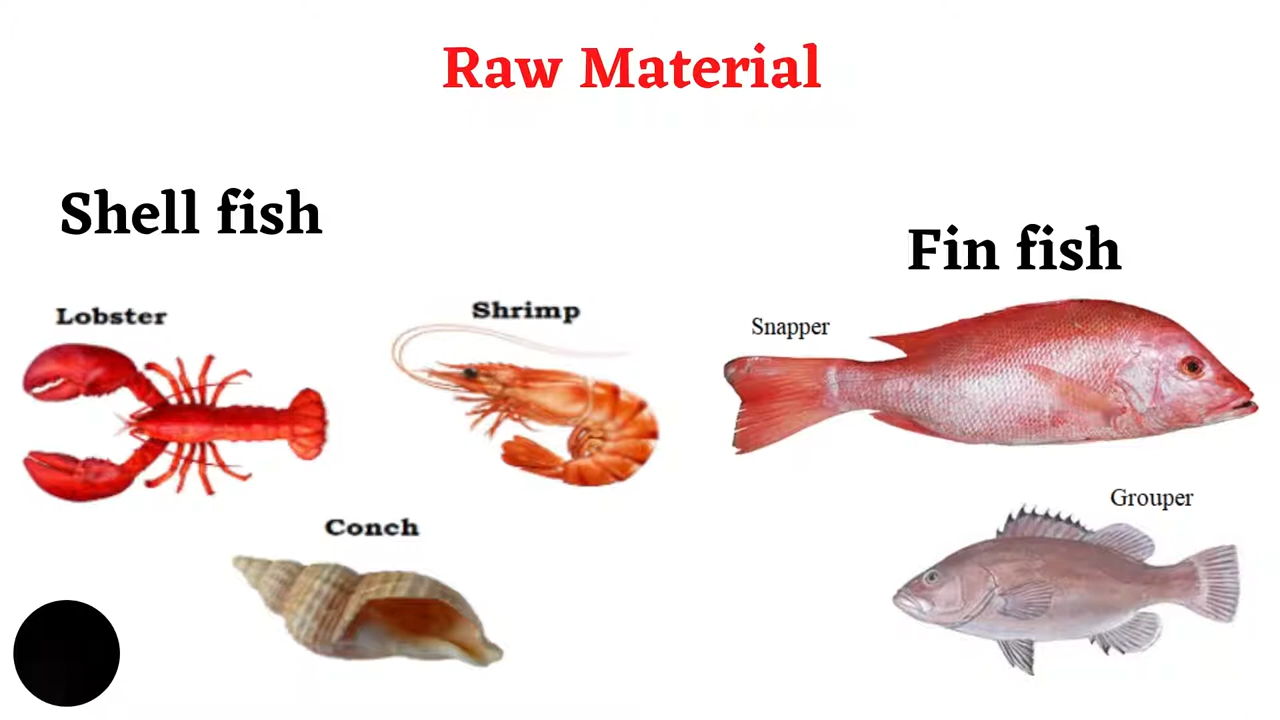 Raw Material
Shell fish
Lobster
Shrimp
Conch
Fin fish
Snapper
Grouper